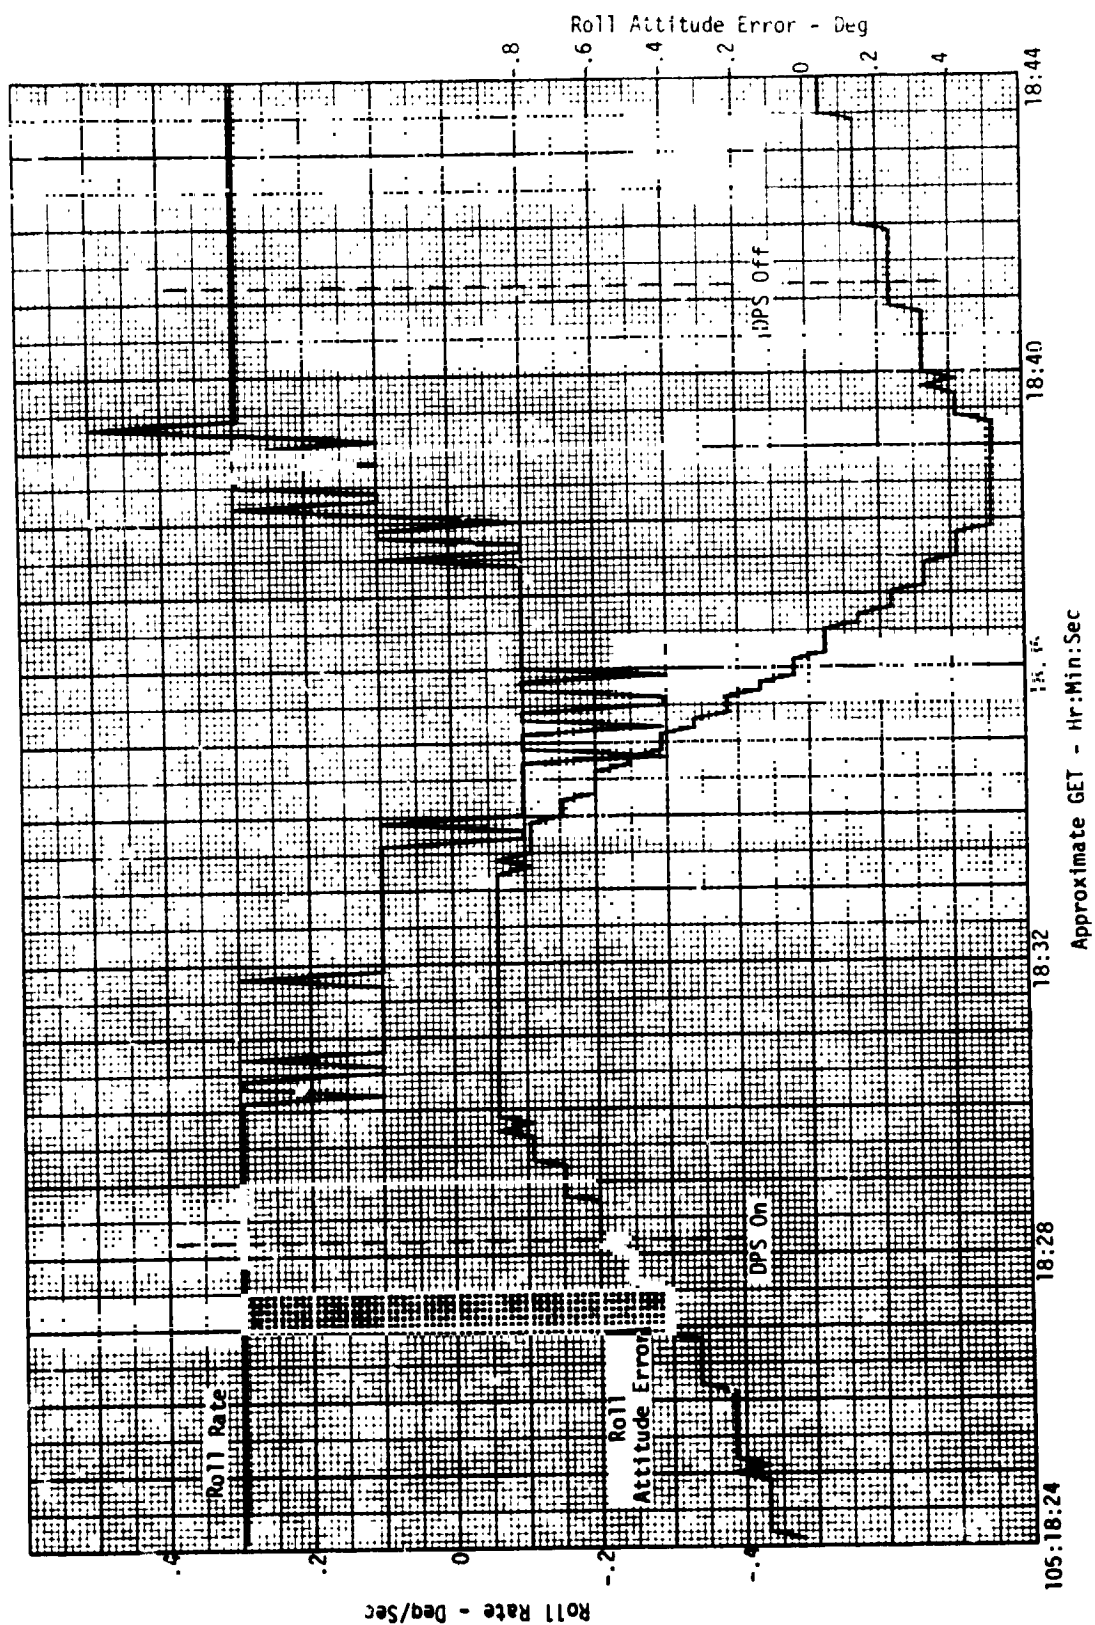 Roll Attitude Error - Deg
.8
.6
.4
.2
0
.2
.4
Roll Rate - Deg/Sec
.4
.2
0
-.2
-.4
Roll Rate
Roll
Attitude Error
DPS On
DPS Off
105:18:24
18:28
18:32
18:40
18:44
Approximate GET - Hr:Min:Sec